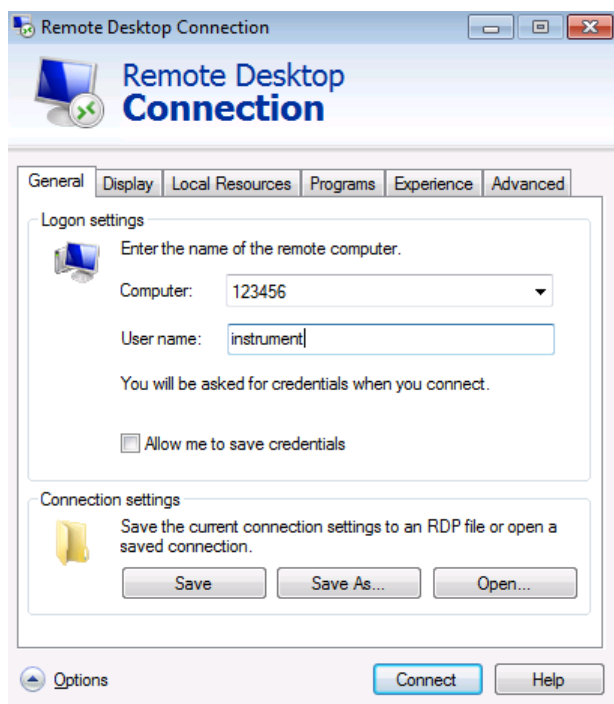 Remote Desktop Connection
Remote Desktop
Connection
General Display Local Resources Programs Experience Advanced
Logon settings
Enter the name of the remote computer.
Computer: 123456
User name: instrument
You will be asked for credentials when you connect.
Allow me to save credentials
Connection settings
Save the current connection settings to an RDP file or open a
saved connection.
Save Save As... Open...
Options Connect Help